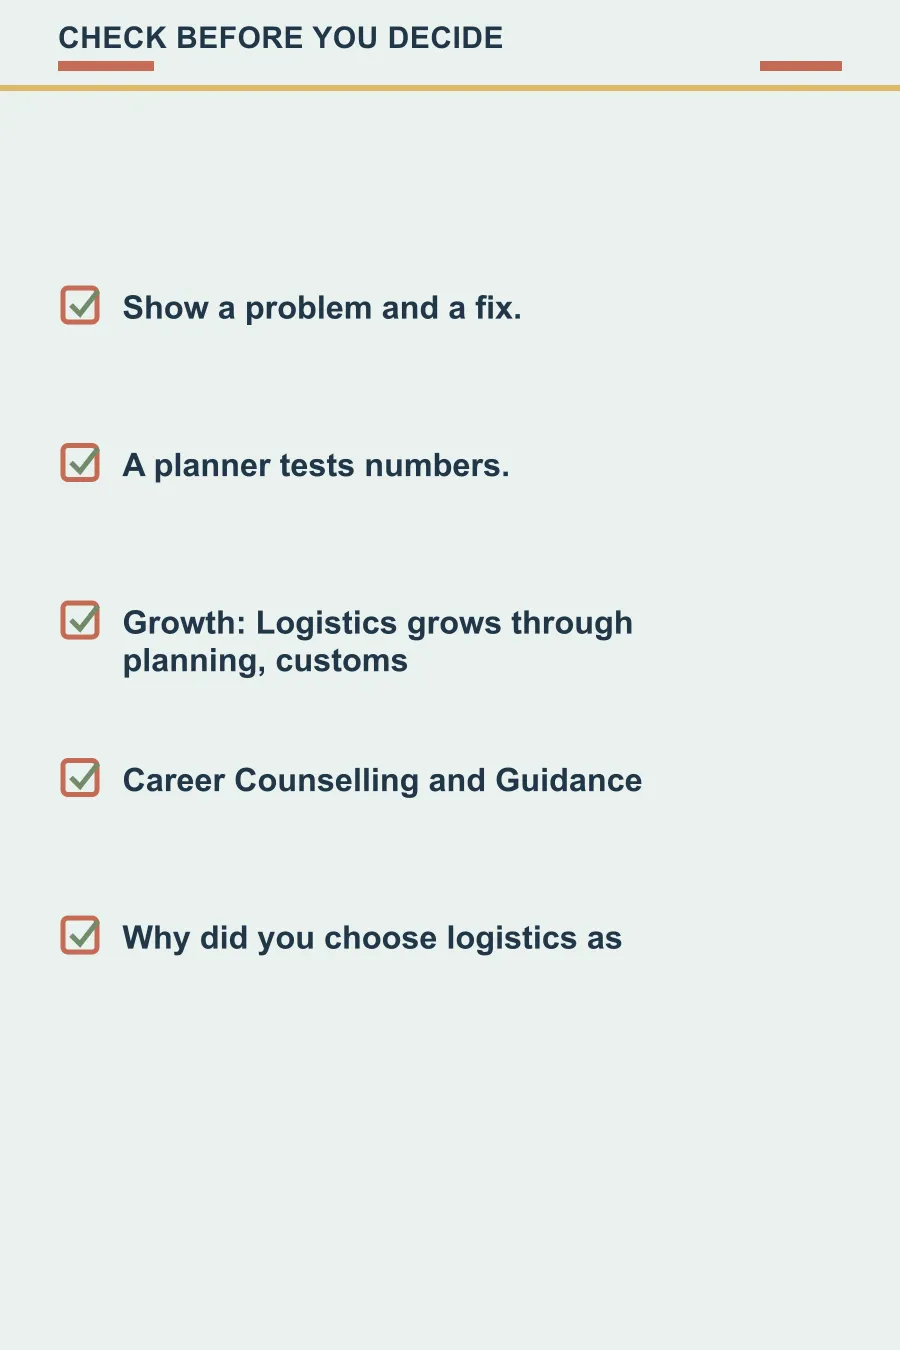 CHECK BEFORE YOU DECIDE
Show a problem and a fix.
A planner tests numbers.
Growth: Logistics grows through
planning, customs
Career Counselling and Guidance
Why did you choose logistics as